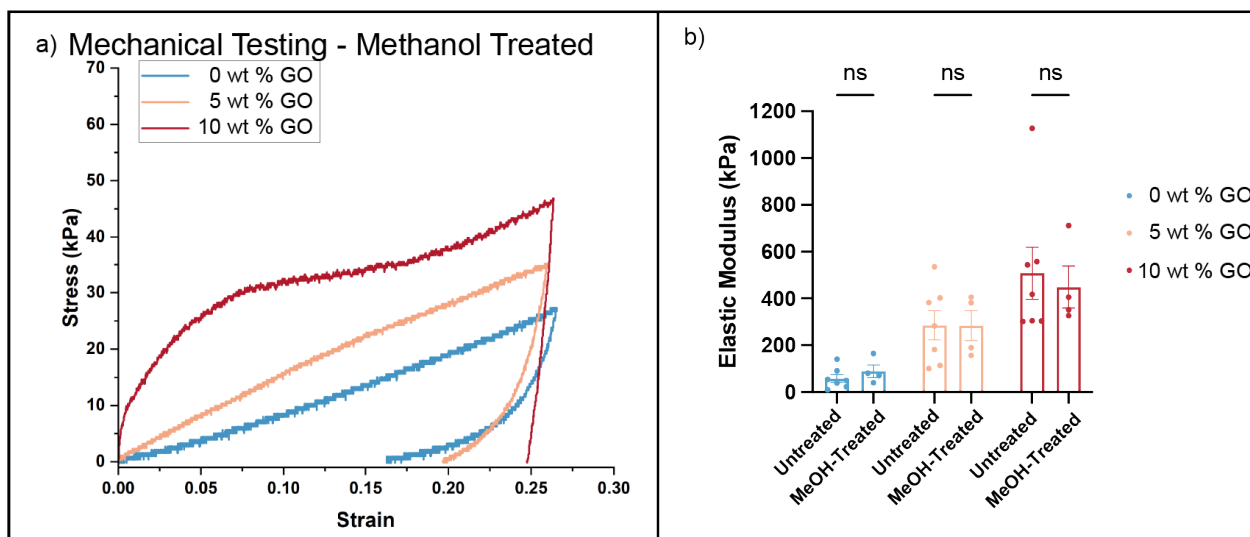 a) Mechanical Testing - Methanol Treated
70
60
50
40
30
20
10
0
Stress (kPa)
0 wt % GO
5 wt % GO
10 wt % GO
0.00 0.05 0.10 0.15 0.20 0.25 0.30
Strain
b)
ns ns ns
1200
1000
800
600
400
200
0
Elastic Modulus (kPa)
0 wt % GO
5 wt % GO
10 wt % GO
Untreated
MeOH-Treated
Untreated
MeOH-Treated
Untreated
MeOH-Treated